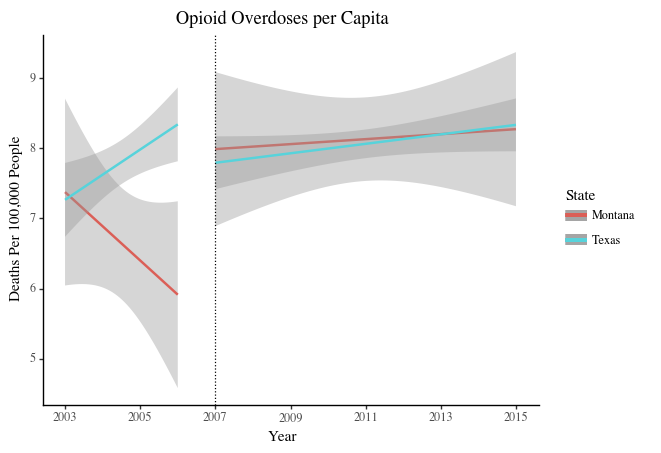 Opioid Overdoses per Capita
Deaths Per 100,000 People
9
8
7
6
5
2003 2005 2007 2009 2011 2013 2015
Year
State
Montana
Texas